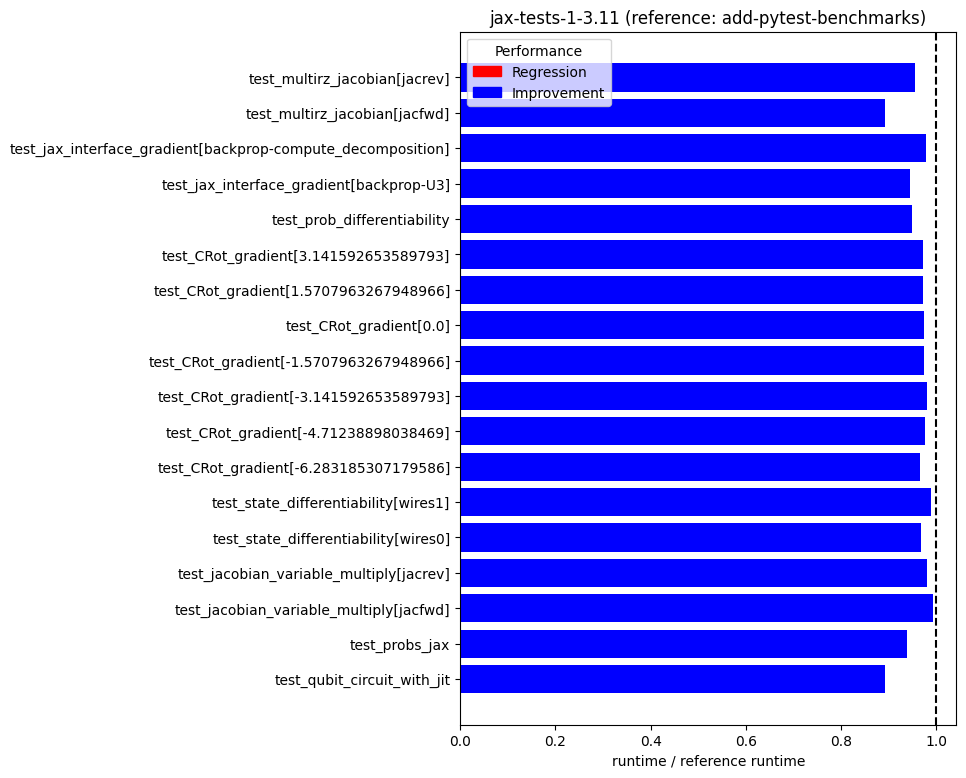 jax-tests-1-3.11 (reference: add-pytest-benchmarks)
Performance
Regression
Improvement
test_multirz_jacobian[jacrev]
test_multirz_jacobian[jacfwd]
test_jax_interface_gradient[backprop-compute_decomposition]
test_jax_interface_gradient[backprop-U3]
test_prob_differentiability
test_CRot_gradient[3.141592653589793]
test_CRot_gradient[1.5707963267948966]
test_CRot_gradient[0.0]
test_CRot_gradient[-1.5707963267948966]
test_CRot_gradient[-3.141592653589793]
test_CRot_gradient[-4.71238898038469]
test_CRot_gradient[-6.283185307179586]
test_state_differentiability[wires1]
test_state_differentiability[wires0]
test_jacobian_variable_multiply[jacrev]
test_jacobian_variable_multiply[jacfwd]
test_probs_jax
test_qubit_circuit_with_jit
0.0 0.2 0.4 0.6 0.8 1.0
runtime / reference runtime